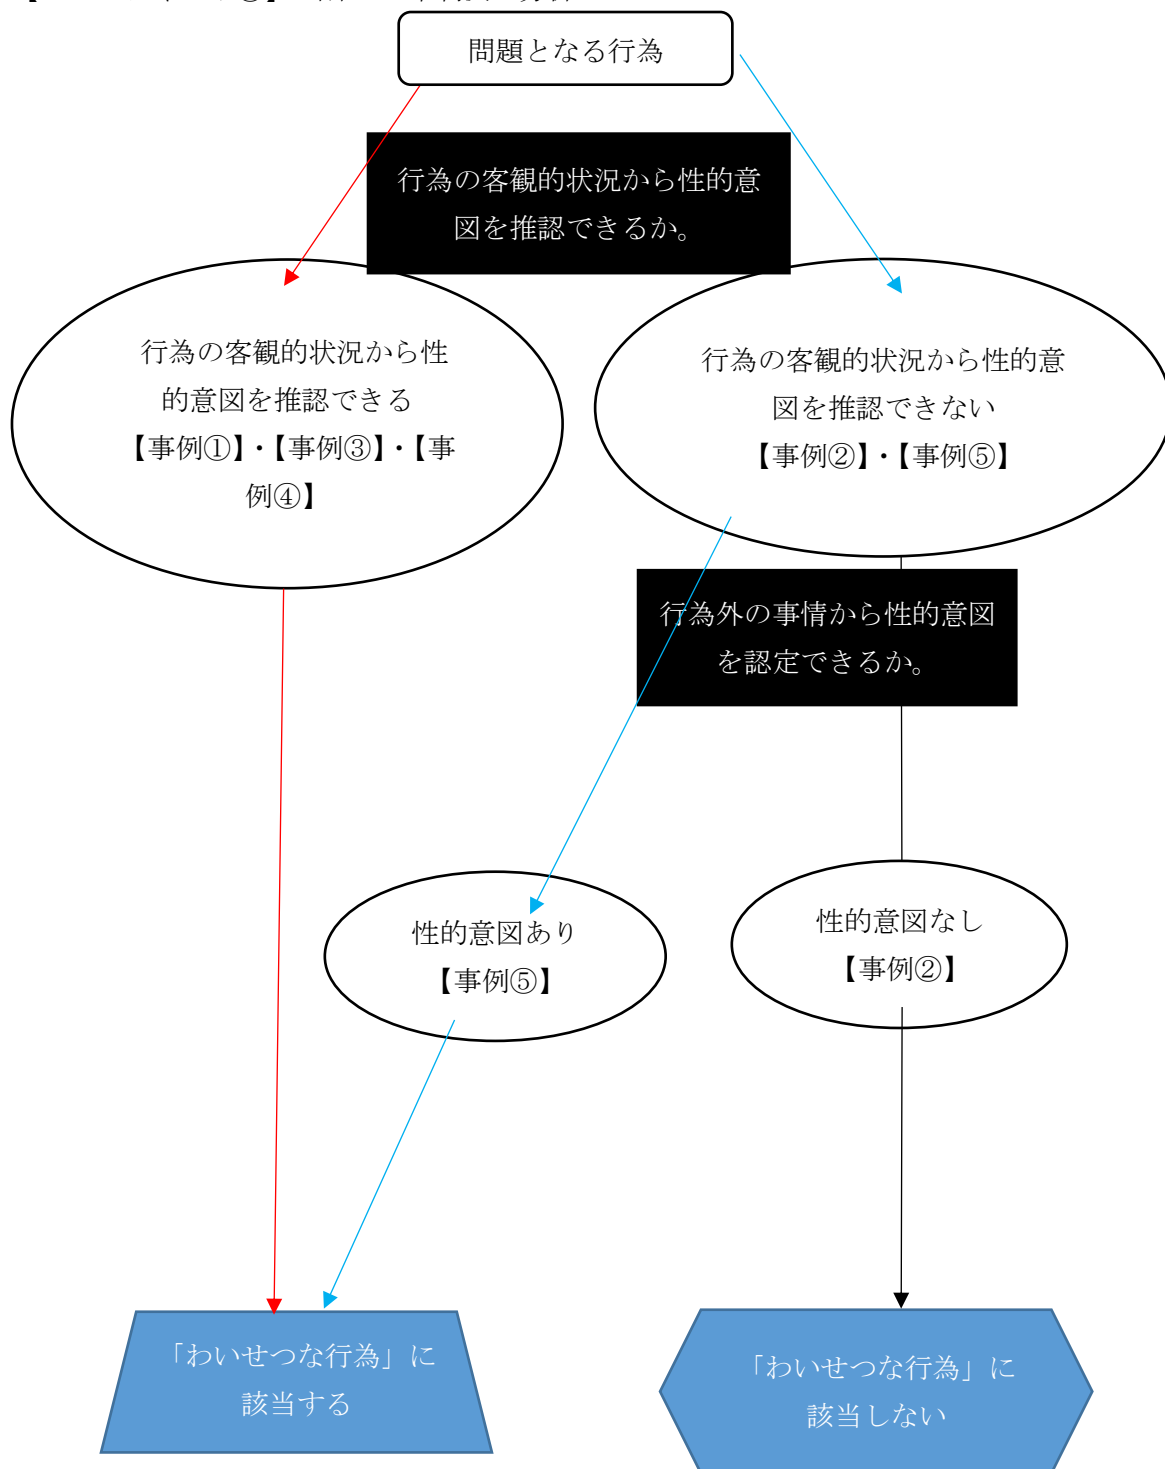 問題となる行為
行為の客観的状況から性的意
図を推認できるか。
行為の客観的状況から性
的意図を推認できる
【事例①】・【事例③】・【事
例④】
行為の客観的状況から性的意
図を推認できない
【事例②】・【事例⑤】
行為外の事情から性的意図
を認定できるか。
性的意図あり
【事例⑤】
性的意図なし
【事例②】
「わいせつな行為」に
該当する
「わいせつな行為」に
該当しない